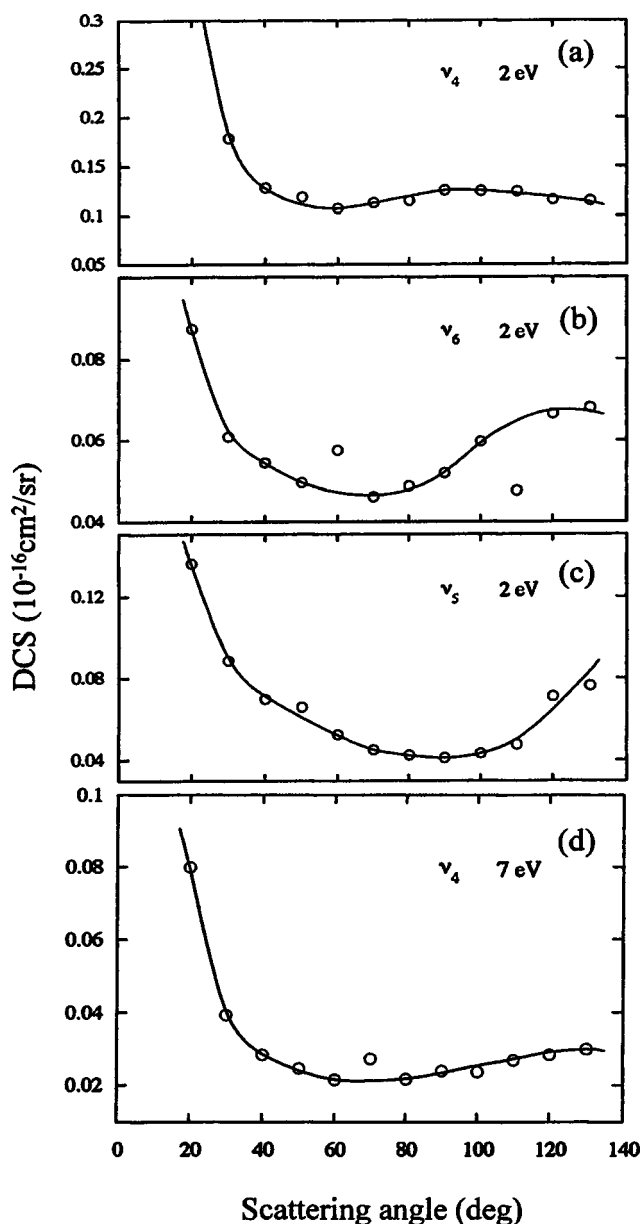 0.3
0.25
0.2
0.15
0.1
0.05
ν4 2 eV (a)
0.08
0.06
0.04
ν6 2 eV (b)
0.12
0.08
0.04
ν5 2 eV (c)
0.1
0.08
0.06
0.04
0.02
ν4 7 eV (d)
0 20 40 60 80 100 120 140
DCS (10⁻¹⁶cm²/sr)
Scattering angle (deg)